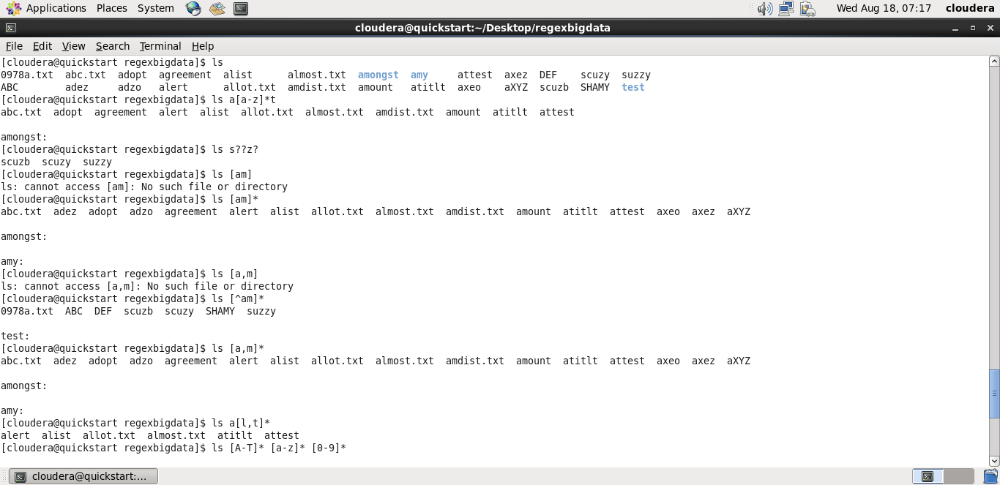 Applications Places System Wed Aug 18, 07:17 cloudera
cloudera@quickstart:~/Desktop/regexbigdata
File Edit View Search Terminal Help
[cloudera@quickstart regexbigdata]$ ls
0978a.txt abc.txt adopt agreement alist almost.txt amongst amy attest axez DEF scuzy suzzy
ABC adez adzo alert allot.txt amdist.txt amount atitlt axeo aXYZ scuzb SHAMY test
[cloudera@quickstart regexbigdata]$ ls a[a-z]*t
abc.txt adopt agreement alert alist allot.txt almost.txt amdist.txt amount atitlt attest
amongst:
[cloudera@quickstart regexbigdata]$ ls s??z?
scuzb scuzy suzzy
[cloudera@quickstart regexbigdata]$ ls [am]
ls: cannot access [am]: No such file or directory
[cloudera@quickstart regexbigdata]$ ls [am]*
abc.txt adez adopt adzo agreement alert alist allot.txt almost.txt amdist.txt amount atitlt attest axeo axez aXYZ
amongst:
amy:
[cloudera@quickstart regexbigdata]$ ls [a,m]
ls: cannot access [a,m]: No such file or directory
[cloudera@quickstart regexbigdata]$ ls [^am]*
0978a.txt ABC DEF scuzb scuzy SHAMY suzzy
test:
[cloudera@quickstart regexbigdata]$ ls [a,m]*
abc.txt adez adopt adzo agreement alert alist allot.txt almost.txt amdist.txt amount atitlt attest axeo axez aXYZ
amongst:
amy:
[cloudera@quickstart regexbigdata]$ ls a[l,t]*
alert alist allot.txt almost.txt atitlt attest
[cloudera@quickstart regexbigdata]$ ls [A-T]* [a-z]* [0-9]*
cloudera@quickstart:...